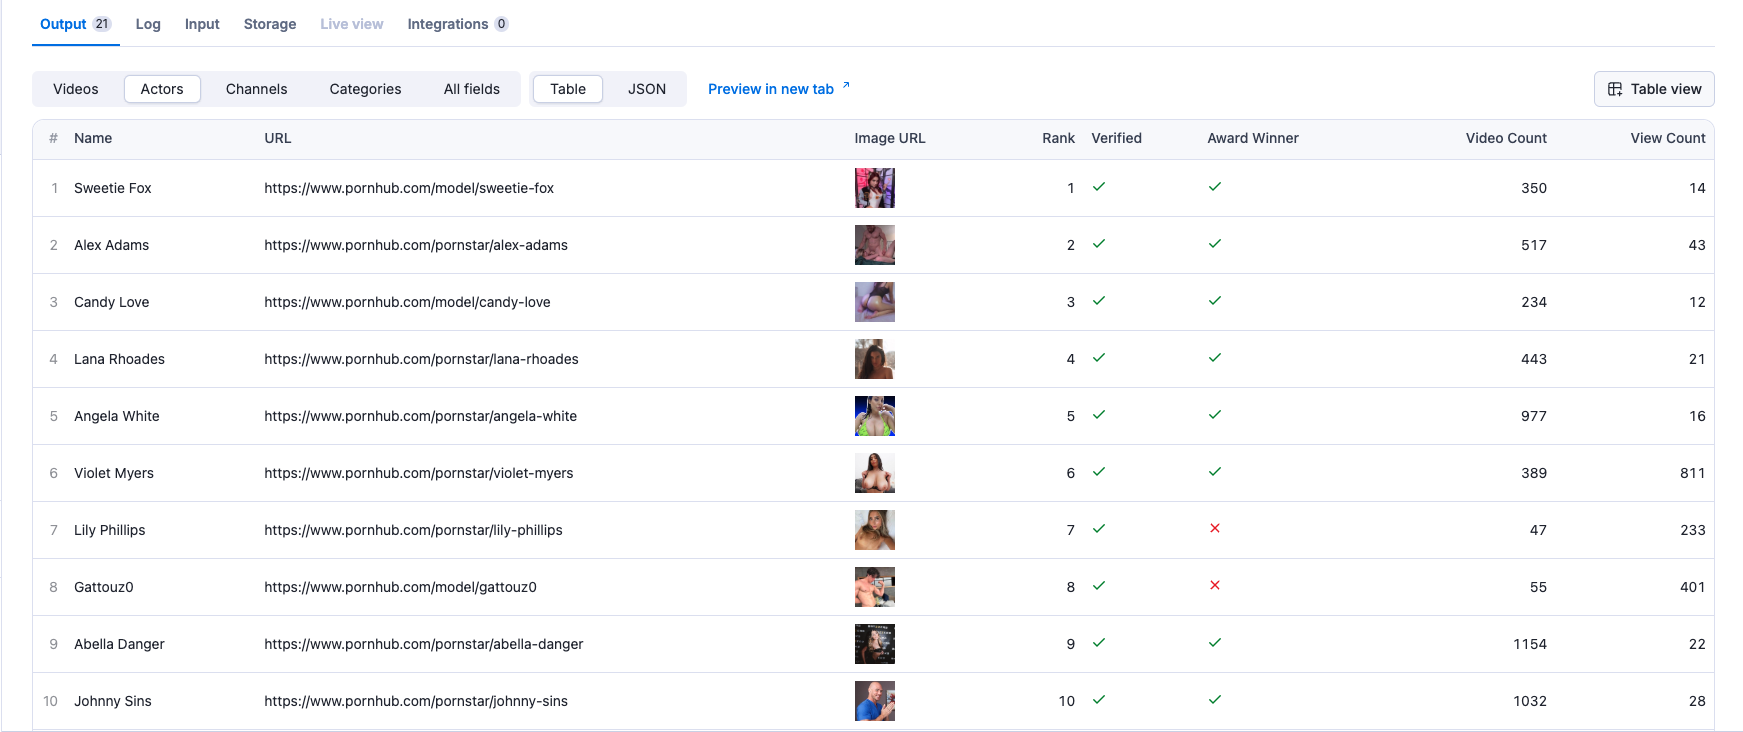 Output 21 Log Input Storage Live view Integrations 0
Videos Actors Channels Categories All fields Table JSON Preview in new tab ↗ Table view
# Name URL Image URL Rank Verified Award Winner Video Count View Count
1 Sweetie Fox https://www.pornhub.com/model/sweetie-fox 1 ✓ ✓ 350 14
2 Alex Adams https://www.pornhub.com/pornstar/alex-adams 2 ✓ ✓ 517 43
3 Candy Love https://www.pornhub.com/model/candy-love 3 ✓ ✓ 234 12
4 Lana Rhoades https://www.pornhub.com/pornstar/lana-rhoades 4 ✓ ✓ 443 21
5 Angela White https://www.pornhub.com/pornstar/angela-white 5 ✓ ✓ 977 16
6 Violet Myers https://www.pornhub.com/pornstar/violet-myers 6 ✓ ✓ 389 811
7 Lily Phillips https://www.pornhub.com/pornstar/lily-phillips 7 ✓ ✕ 47 233
8 Gattouz0 https://www.pornhub.com/model/gattouz0 8 ✓ ✕ 55 401
9 Abella Danger https://www.pornhub.com/pornstar/abella-danger 9 ✓ ✓ 1154 22
10 Johnny Sins https://www.pornhub.com/pornstar/johnny-sins 10 ✓ ✓ 1032 28